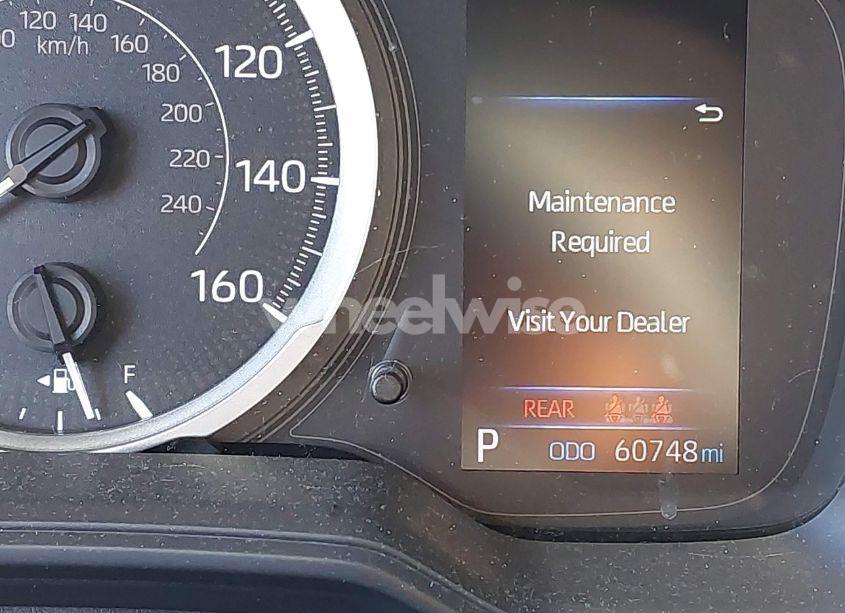 120 140
km/h 160
180
200
220
240
120
140
160
F
Maintenance
Required
wheelwise
Visit Your Dealer
REAR
P ODO 60748 mi